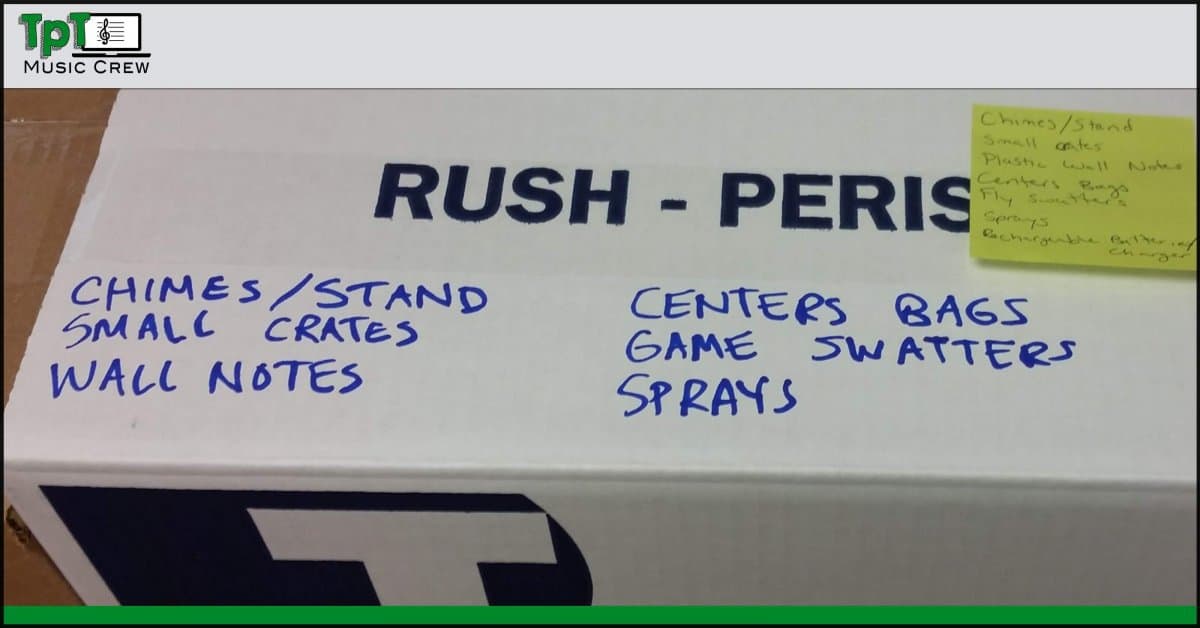 TpT
MUSIC CREW
RUSH - PERIS
CHIMES/STAND
SMALL CRATES
WALL NOTES
CENTERS BAGS
GAME SWATTERS
SPRAYS
Chimes/Stand
Small crates
Plastic Wall Notes
Centers Bags
Fly Swatters
Sprays
Rechargeable Batteries/
Charger